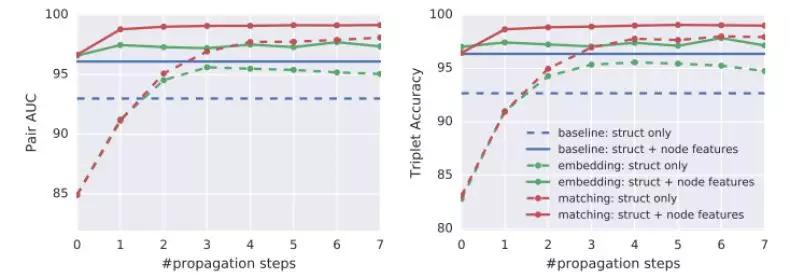 100
95
90
85
Pair AUC
0 1 2 3 4 5 6 7
#propagation steps
100
95
90
85
80
Triplet Accuracy
baseline: struct only
baseline: struct + node features
embedding: struct only
embedding: struct + node features
matching: struct only
matching: struct + node features
0 1 2 3 4 5 6 7
#propagation steps